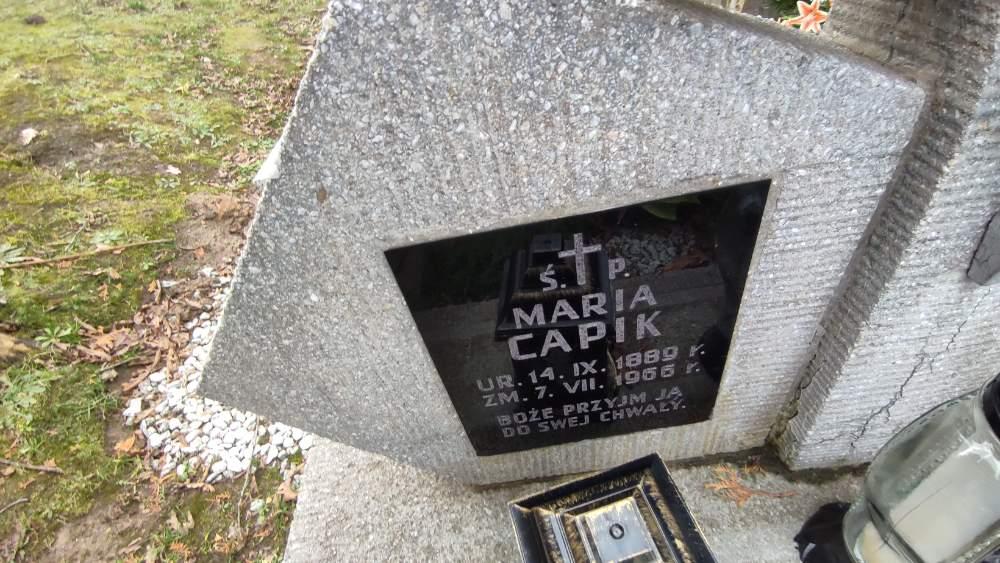 Ś. P.
MARIA
CAPIK
UR. 14. IX. 1889 r.
ZM. 7. VII. 1966 r.
BOŻE PRZYJM JĄ
DO SWEJ CHWAŁY.